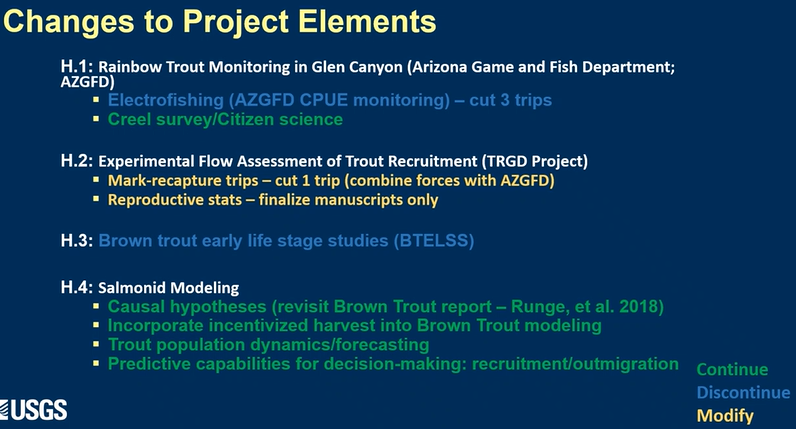 Changes to Project Elements
H.1: Rainbow Trout Monitoring in Glen Canyon (Arizona Game and Fish Department;
AZGFD)
▪ Electrofishing (AZGFD CPUE monitoring) – cut 3 trips
▪ Creel survey/Citizen science
H.2: Experimental Flow Assessment of Trout Recruitment (TRGD Project)
▪ Mark-recapture trips – cut 1 trip (combine forces with AZGFD)
▪ Reproductive stats – finalize manuscripts only
H.3: Brown trout early life stage studies (BTELSS)
H.4: Salmonid Modeling
▪ Causal hypotheses (revisit Brown Trout report – Runge, et al. 2018)
▪ Incorporate incentivized harvest into Brown Trout modeling
▪ Trout population dynamics/forecasting
▪ Predictive capabilities for decision-making: recruitment/outmigration
Continue
Discontinue
Modify
USGS